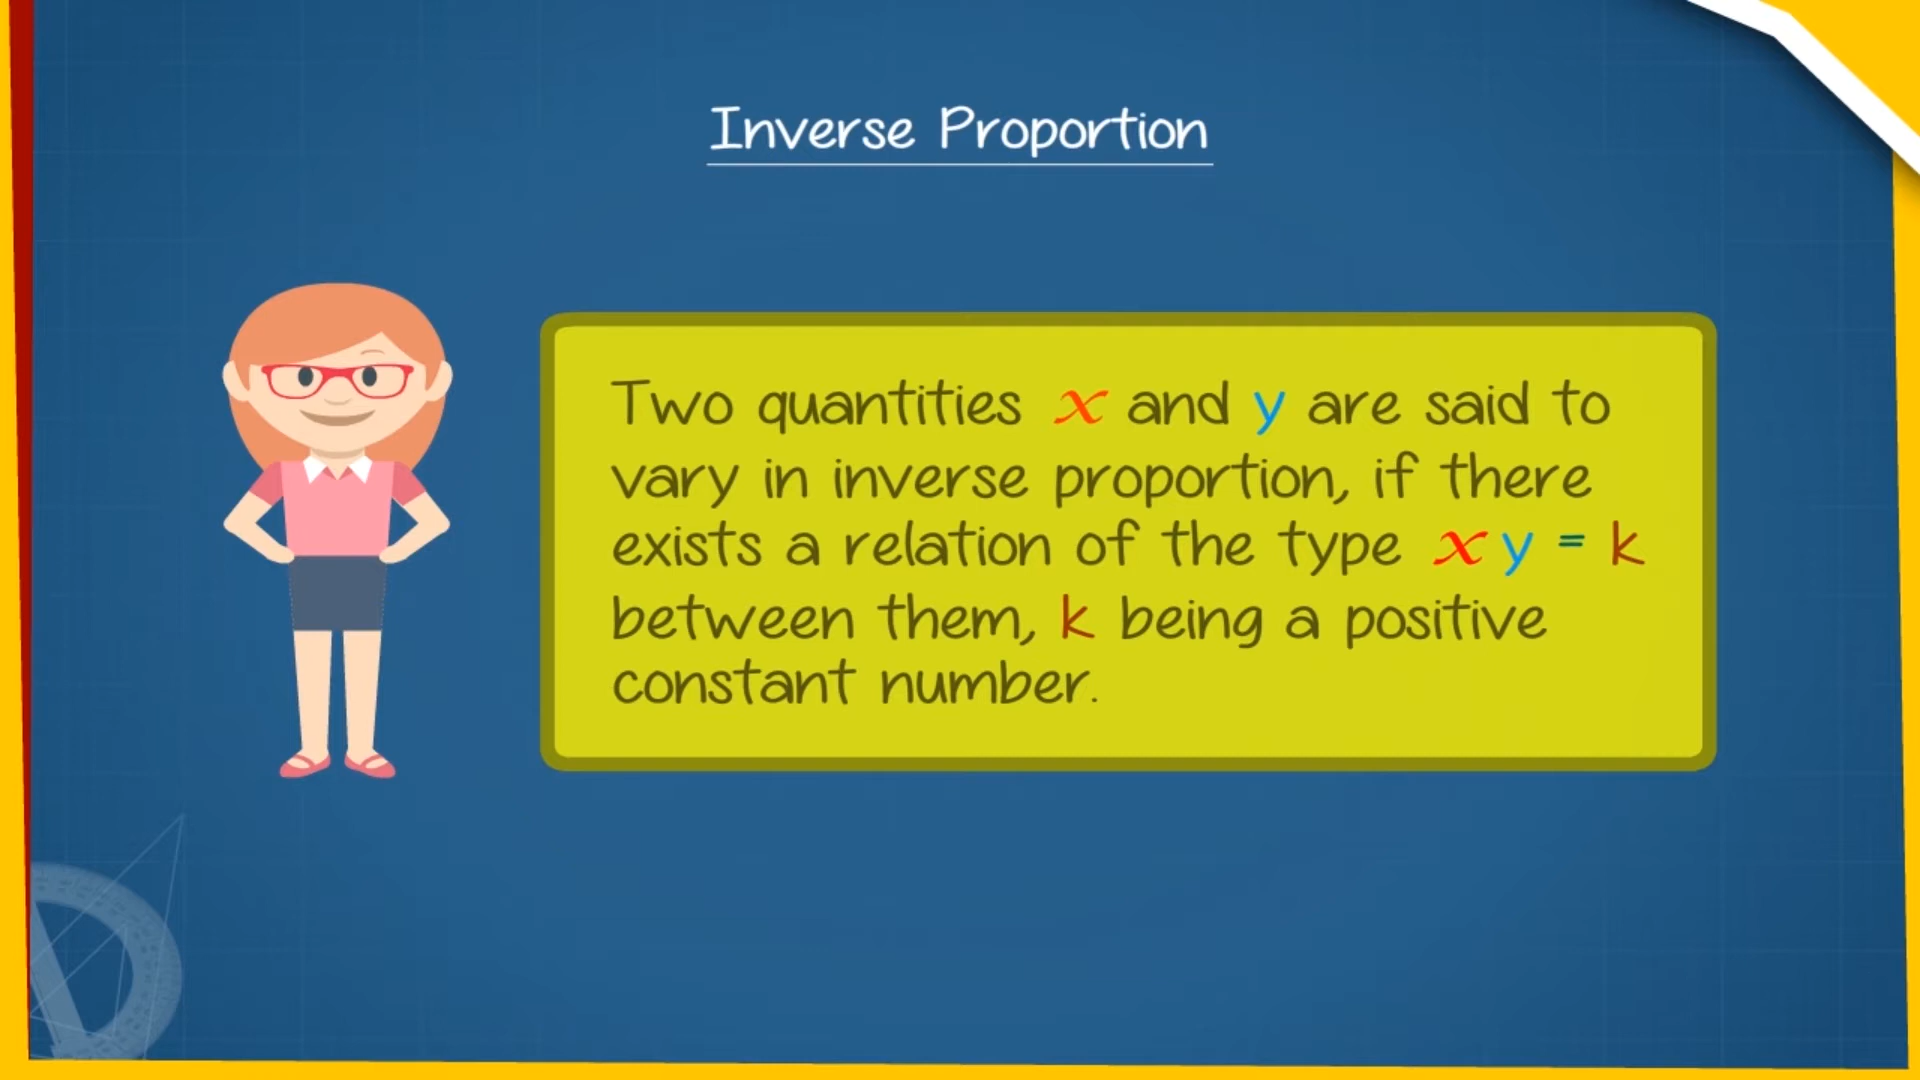 Inverse Proportion
Two quantities x and y are said to
vary in inverse proportion, if there
exists a relation of the type xy = k
between them, k being a positive
constant number.